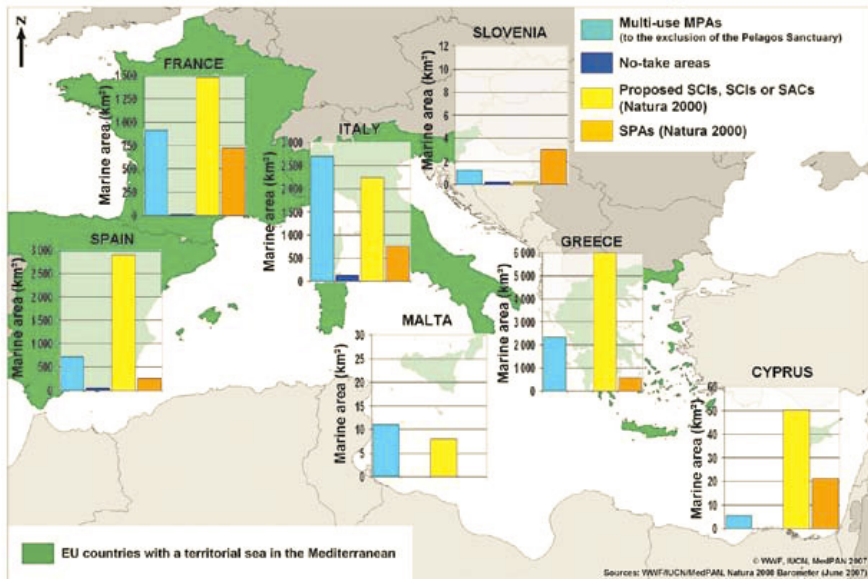 N
Multi-use MPAs
(to the exclusion of the Pelagos Sanctuary)
No-take areas
Proposed SCIs, SCIs or SACs
(Natura 2000)
SPAs (Natura 2000)
FRANCE
Marine area (km²)
1 500
1 250
1 000
750
500
250
0
ITALY
Marine area (km²)
3 000
2 500
2 000
1 500
1 000
500
0
SLOVENIA
Marine area (km²)
12
10
8
6
4
2
0
SPAIN
Marine area (km²)
3 000
2 500
2 000
1 500
1 000
500
0
MALTA
Marine area (km²)
30
25
20
15
10
5
0
GREECE
Marine area (km²)
6 000
5 000
4 000
3 000
2 000
1 000
0
CYPRUS
Marine area (km²)
60
50
40
30
20
10
0
EU countries with a territorial sea in the Mediterranean
© WWF, IUCN, MedPAN 2007
Sources: WWF/IUCN/MedPAN, Natura 2000 Barometer (June 2007)